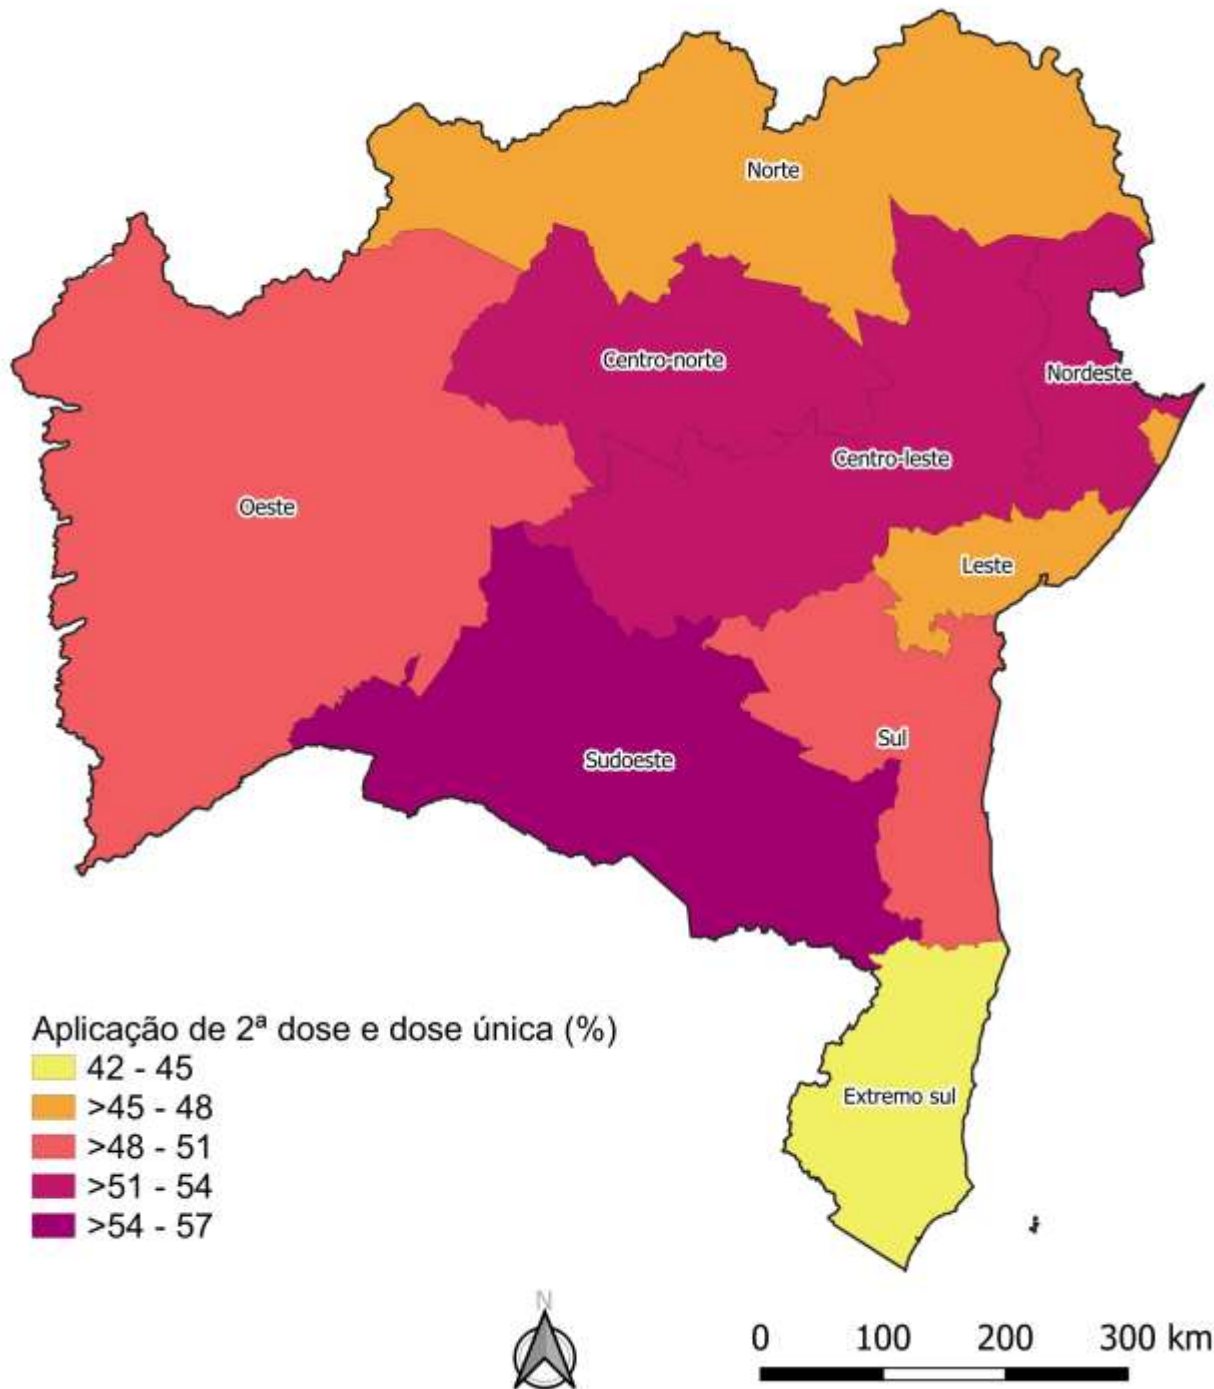 Norte
Centro-norte
Nordeste
Centro-leste
Oeste
Leste
Sul
Sudoeste
Aplicação de 2ª dose e dose única (%)
42 - 45
>45 - 48
>48 - 51
>51 - 54
>54 - 57
Extremo sul
N
0 100 200 300 km